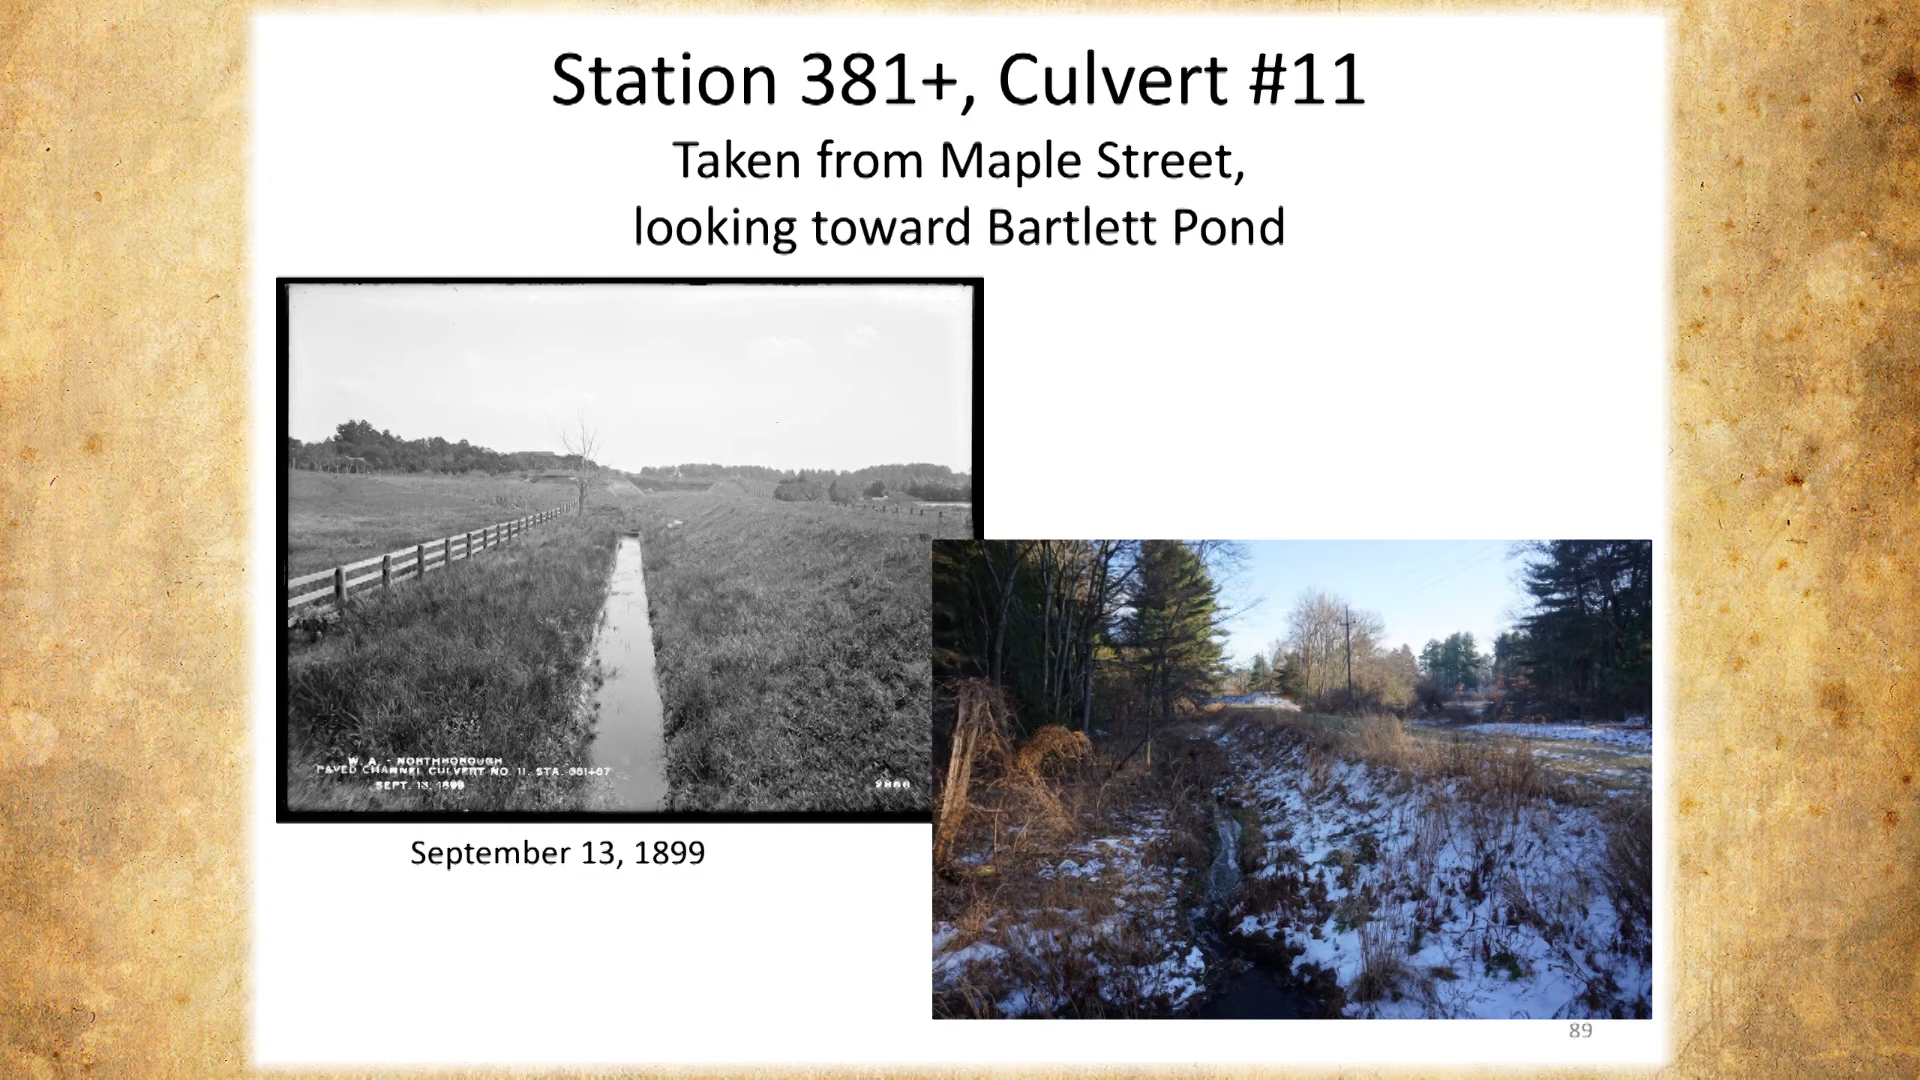 Station 381+, Culvert #11
Taken from Maple Street,
looking toward Bartlett Pond
W. A. - NORTHBOROUGH
PAVED CHANNEL CULVERT NO. 11, STA. 381+67
SEPT. 13, 1899
September 13, 1899
89